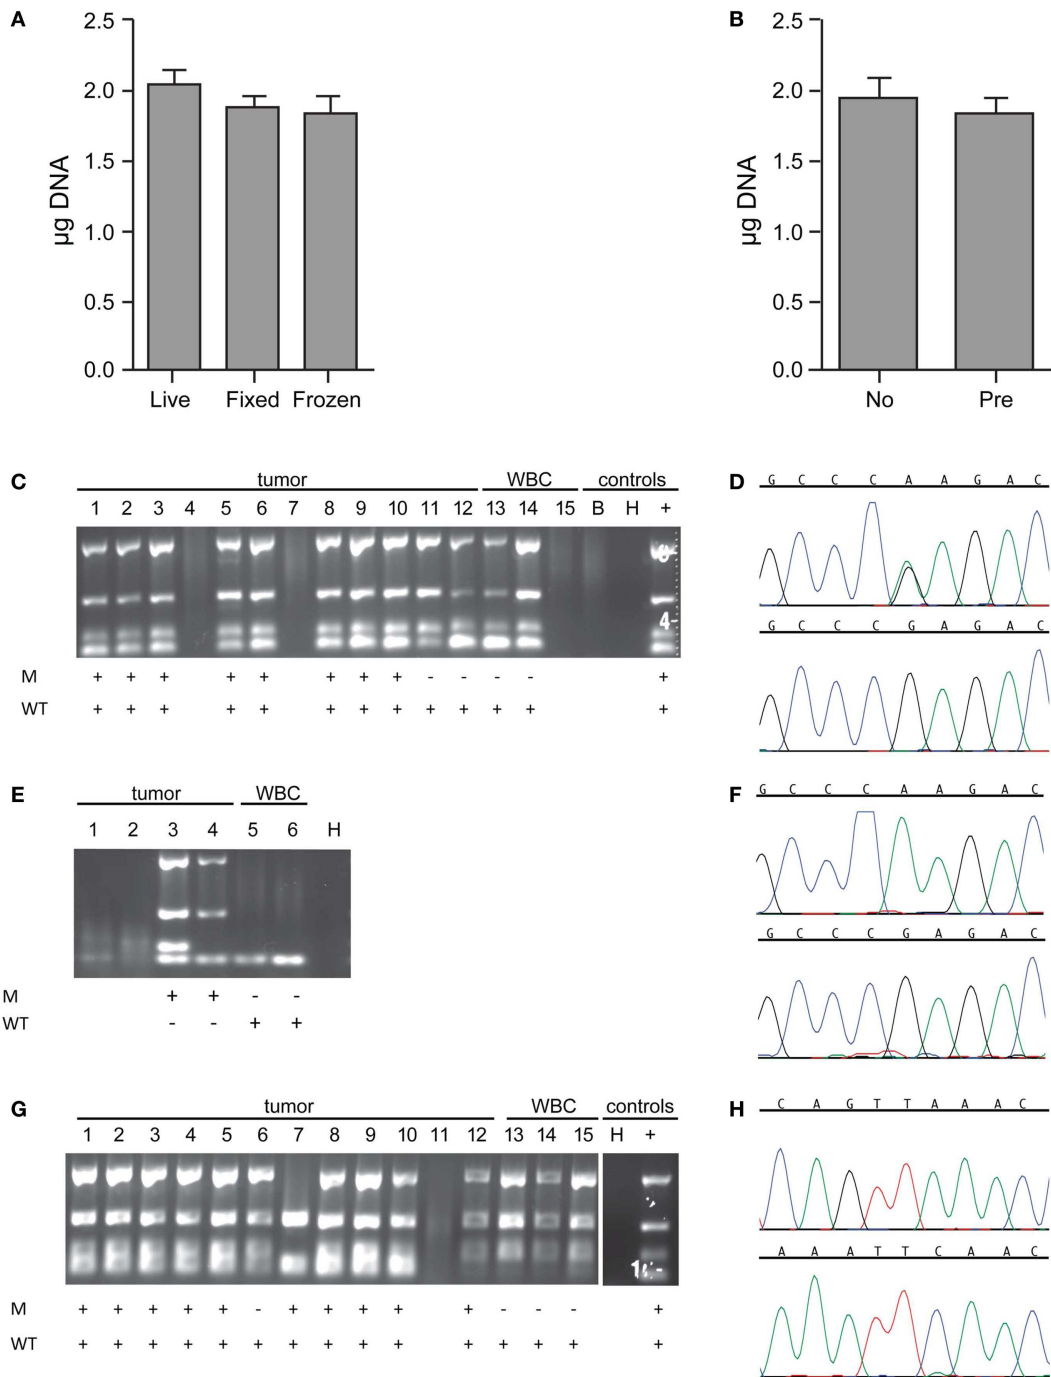 A
2.5
2.0
1.5
1.0
0.5
0.0
µg DNA
Live Fixed Frozen
B
2.5
2.0
1.5
1.0
0.5
0.0
µg DNA
No Pre
C
tumor WBC controls
1 2 3 4 5 6 7 8 9 10 11 12 13 14 15 B H +
4-
M + + + + + + + + - - - - +
WT + + + + + + + + + + + + +
D
G C C C A A G A C
G C C C G A G A C
E
tumor WBC
1 2 3 4 5 6 H
M + + - -
WT - - + +
F
G C C C A A G A C
G C C C G A G A C
G
tumor WBC controls
1 2 3 4 5 6 7 8 9 10 11 12 13 14 15 H +
M + + + + + - + + + + + - - - +
WT + + + + + + + + + + + + + + +
H
C A G T T A A A C
A A A T T C A A C